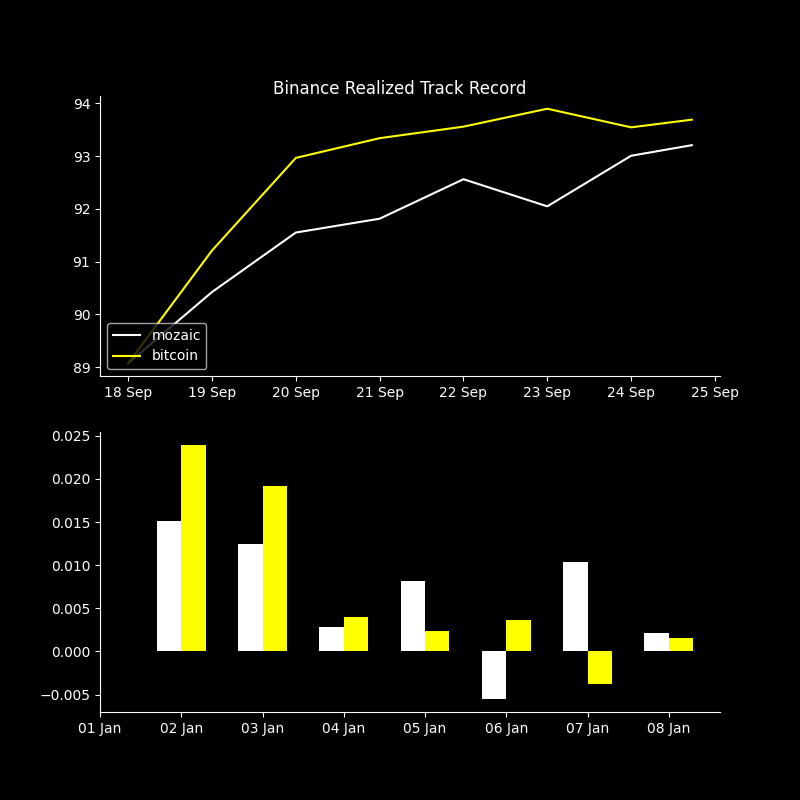 Binance Realized Track Record
94
93
92
91
90
89
mozaic
bitcoin
18 Sep 19 Sep 20 Sep 21 Sep 22 Sep 23 Sep 24 Sep 25 Sep
0.025
0.020
0.015
0.010
0.005
0.000
−0.005
01 Jan 02 Jan 03 Jan 04 Jan 05 Jan 06 Jan 07 Jan 08 Jan